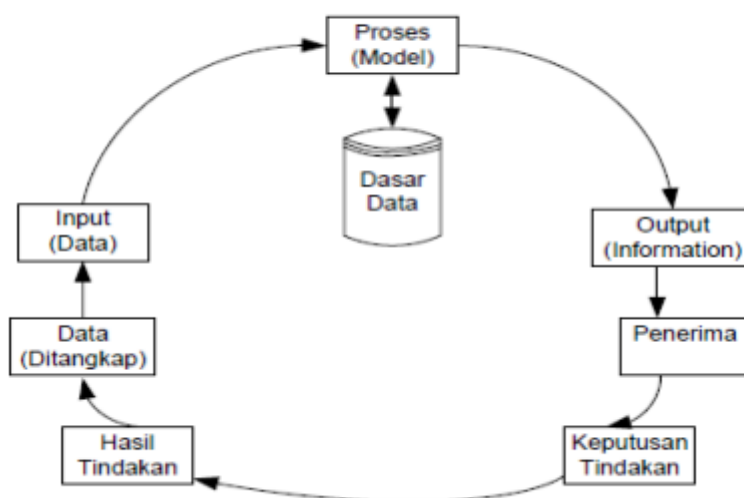 Proses
(Model)
Dasar
Data
Input
(Data)
Output
(Information)
Data
(Ditangkap)
Penerima
Hasil
Tindakan
Keputusan
Tindakan